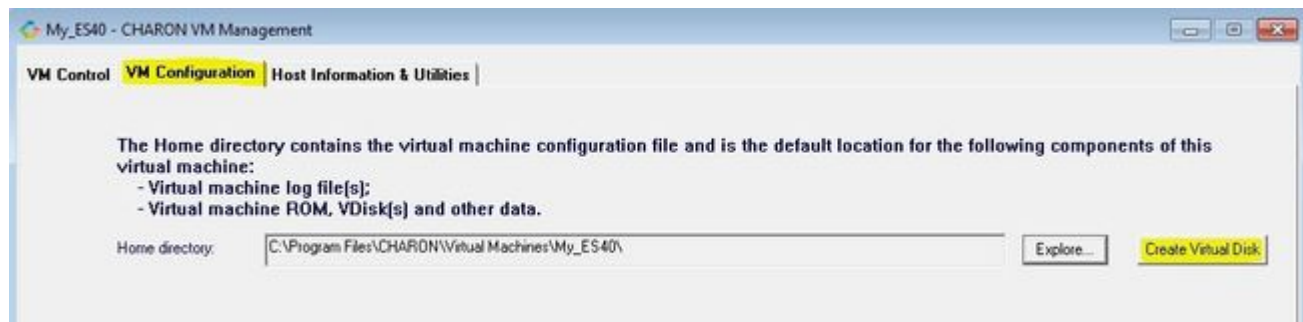 My_ES40 - CHARON VM Management
VM Control VM Configuration Host Information & Utilities
The Home directory contains the virtual machine configuration file and is the default location for the following components of this
virtual machine:
- Virtual machine log file(s);
- Virtual machine ROM, VDisk(s) and other data.
Home directory: C:\Program Files\CHARON\Virtual Machines\My_ES40\ Explore... Create Virtual Disk